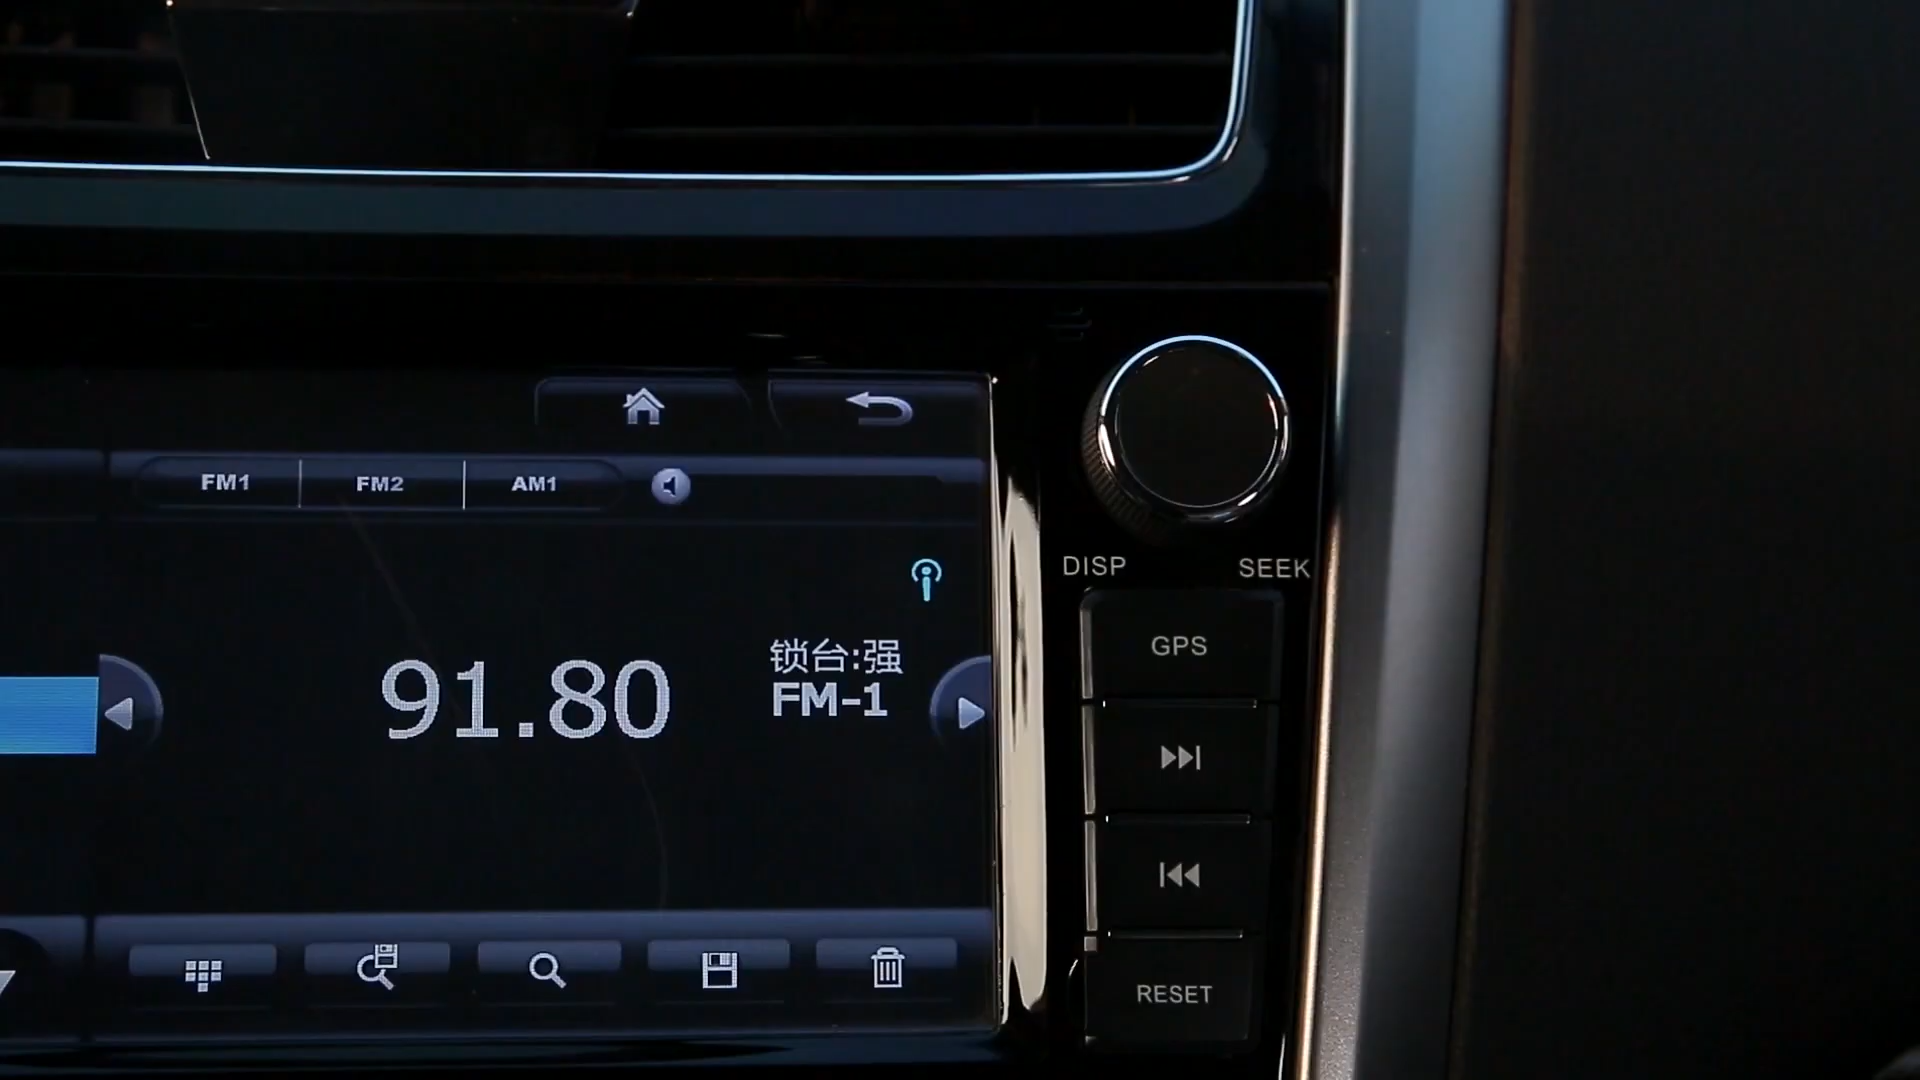 FM1 FM2 AM1
91.80
锁台:强
FM-1
DISP SEEK
GPS
RESET